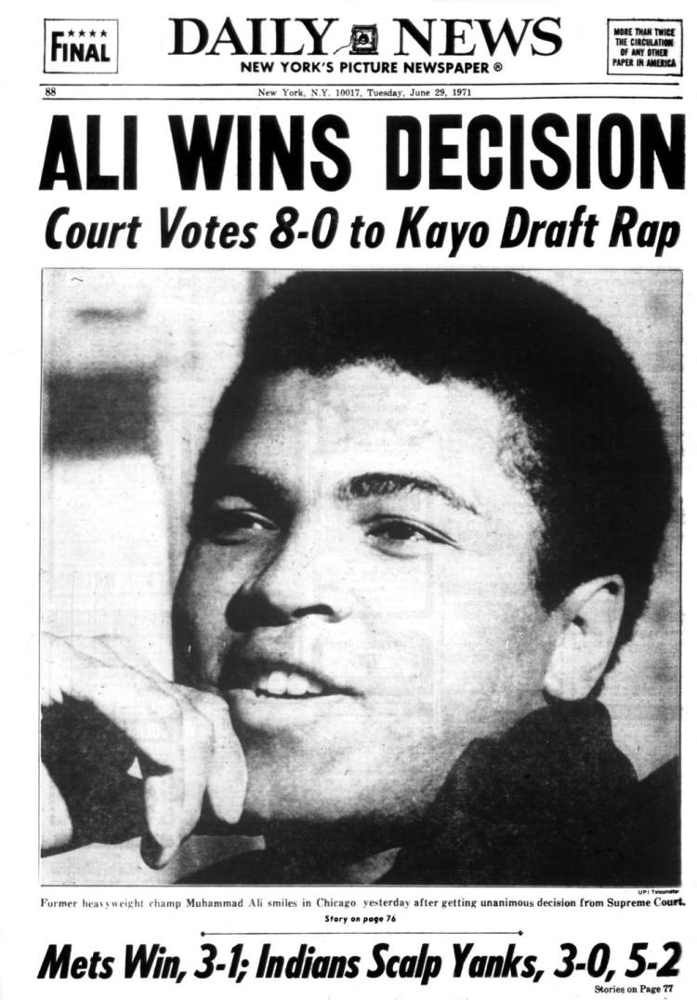 ★★★★
FINAL
DAILY NEWS
NEW YORK'S PICTURE NEWSPAPER ®
MORE THAN TWICE
THE CIRCULATION
OF ANY OTHER
PAPER IN AMERICA
88
New York, N.Y. 10017, Tuesday, June 29, 1971
ALI WINS DECISION
Court Votes 8-0 to Kayo Draft Rap
UPI Telephoto
Former heavyweight champ Muhammad Ali smiles in Chicago yesterday after getting unanimous decision from Supreme Court.
Story on page 76
Mets Win, 3-1; Indians Scalp Yanks, 3-0, 5-2
Stories on Page 77